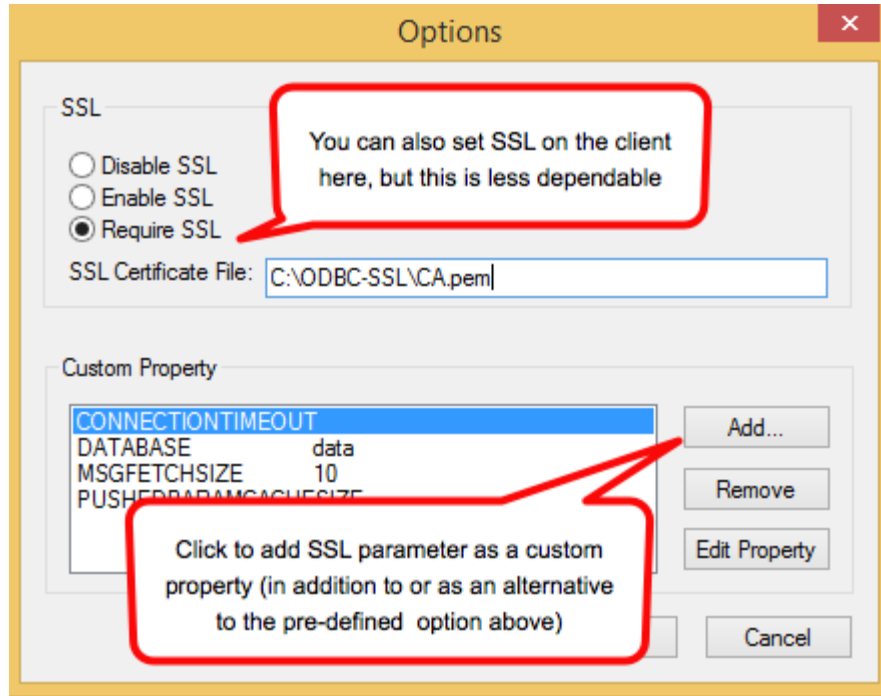 Options
SSL
You can also set SSL on the client
here, but this is less dependable
Disable SSL
Enable SSL
Require SSL
SSL Certificate File: C:\ODBC-SSL\CA.pem
Custom Property
CONNECTIONTIMEOUT
DATABASE data
MSGFETCHSIZE 10
PUSHEDPARAMCACHESIZE
Add...
Remove
Edit Property
Click to add SSL parameter as a custom
property (in addition to or as an alternative
to the pre-defined option above)
Cancel